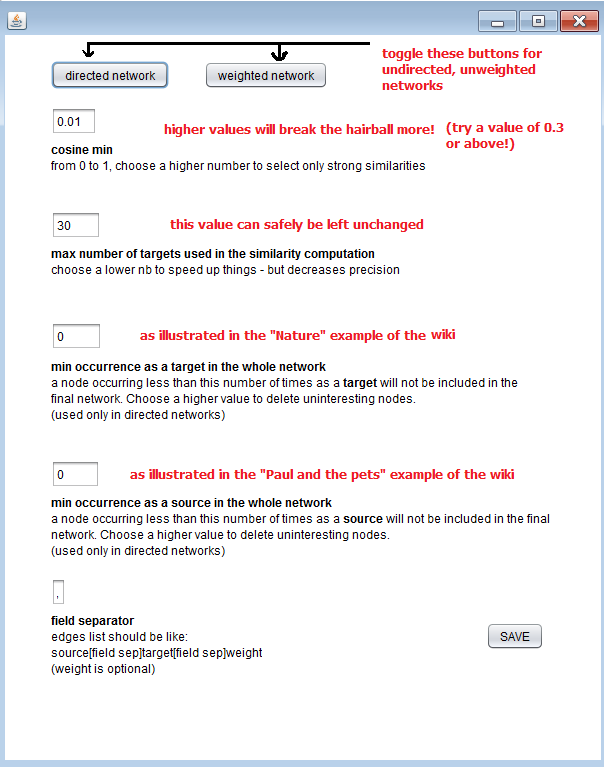 toggle these buttons for
undirected, unweighted
networks
directed network
weighted network
0.01
higher values will break the hairball more! (try a value of 0.3
or above!)
cosine min
from 0 to 1, choose a higher number to select only strong similarities
30
this value can safely be left unchanged
max number of targets used in the similarity computation
choose a lower nb to speed up things - but decreases precision
0
as illustrated in the "Nature" example of the wiki
min occurrence as a target in the whole network
a node occurring less than this number of times as a target will not be included in the
final network. Choose a higher value to delete uninteresting nodes.
(used only in directed networks)
0
as illustrated in the "Paul and the pets" example of the wiki
min occurrence as a source in the whole network
a node occurring less than this number of times as a source will not be included in the final
network. Choose a higher value to delete uninteresting nodes.
(used only in directed networks)
,
field separator
edges list should be like:
source[field sep]target[field sep]weight
(weight is optional)
SAVE